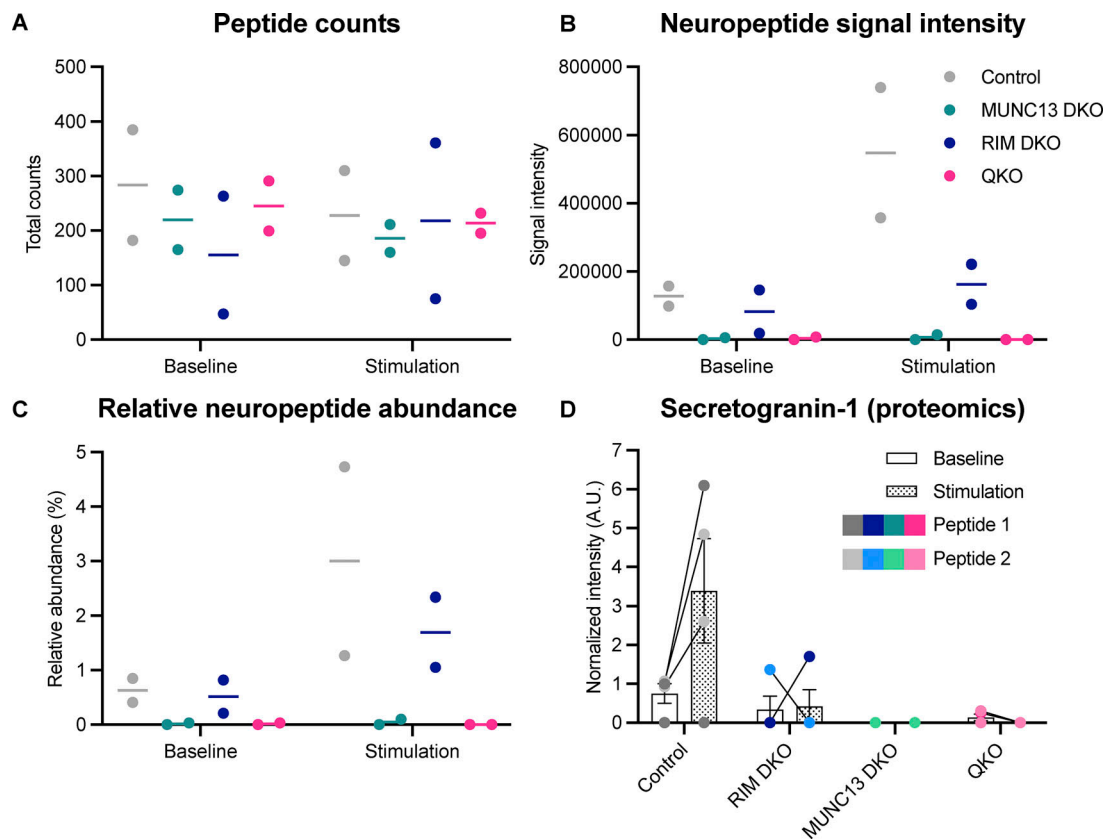 A Peptide counts
Total counts
500
400
300
200
100
0
Baseline Stimulation
B Neuropeptide signal intensity
Signal intensity
800000
600000
400000
200000
0
Control
MUNC13 DKO
RIM DKO
QKO
Baseline Stimulation
C Relative neuropeptide abundance
Relative abundance (%)
5
4
3
2
1
0
Baseline Stimulation
D Secretogranin-1 (proteomics)
Nornalized intensity (A.U.)
7
6
5
4
3
2
1
0
Baseline
Stimulation
Peptide 1
Peptide 2
Control
RIM DKO
MUNC13 DKO
QKO